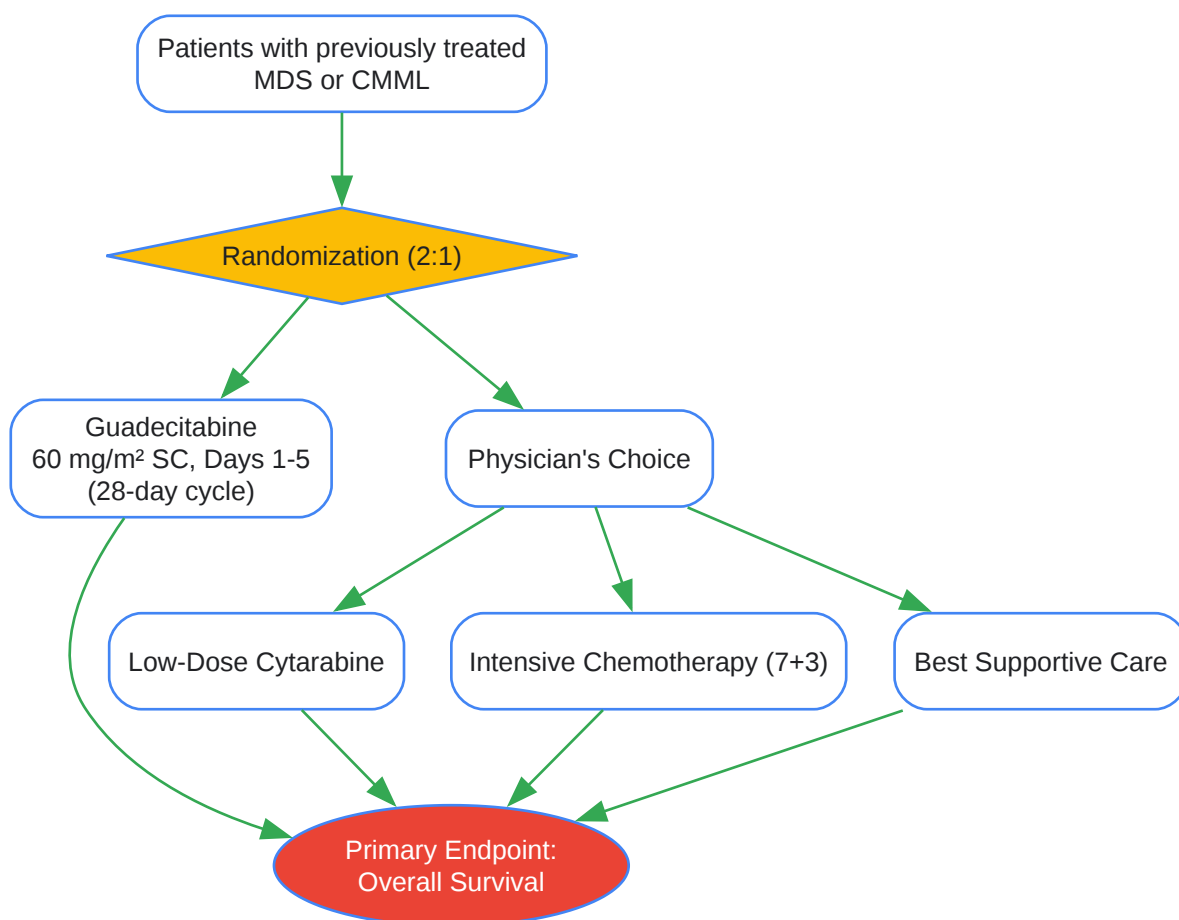 Patients with previously treated
MDS or CMML
Randomization (2:1)
Guadecitabine
60 mg/m² SC, Days 1-5
(28-day cycle)
Physician's Choice
Low-Dose Cytarabine
Intensive Chemotherapy (7+3)
Best Supportive Care
Primary Endpoint:
Overall Survival